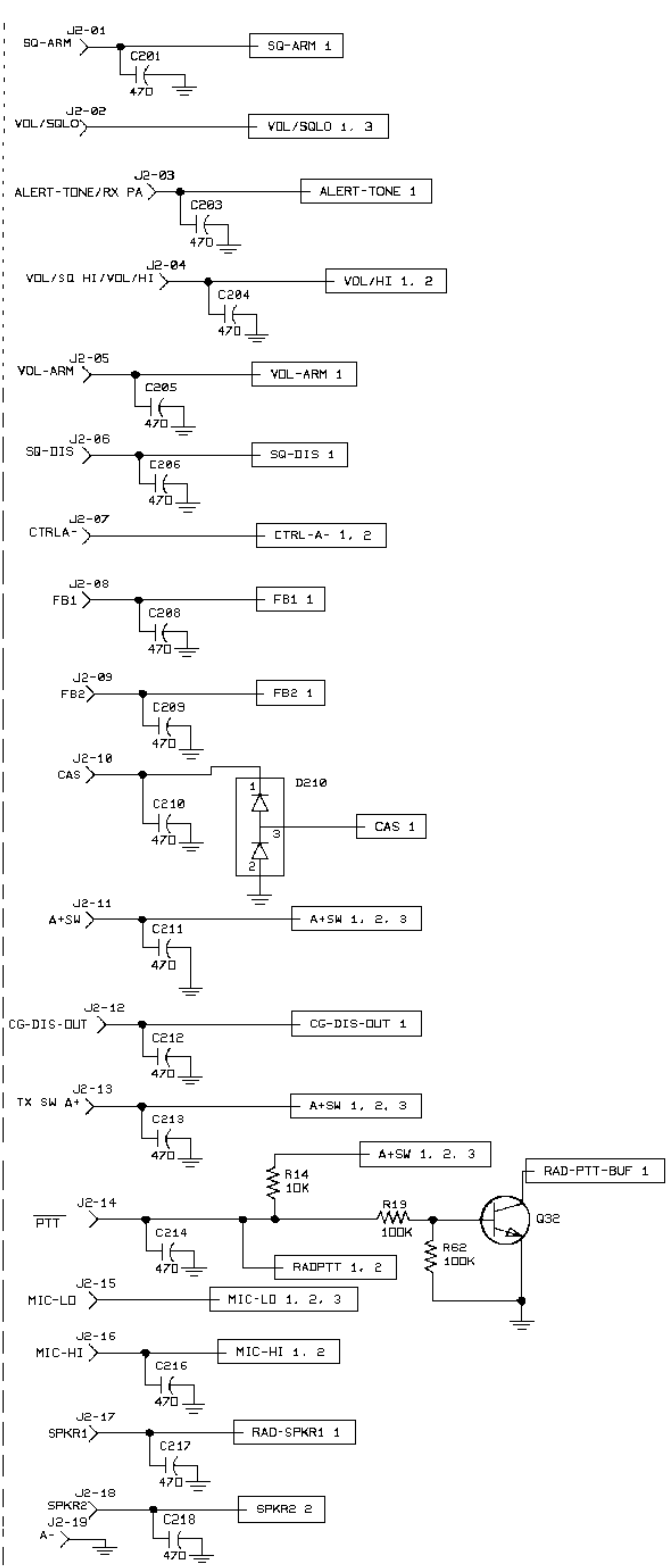 J2-01
SQ-ARM
SQ-ARM 1
C201
470
J2-02
VOL/SQLO
VOL/SQLO 1, 3
J2-03
ALERT-TONE/RX PA
ALERT-TONE 1
C203
470
J2-04
VOL/SQ HI/VOL/HI
VOL/HI 1, 2
C204
470
J2-05
VOL-ARM
VOL-ARM 1
C205
470
J2-06
SQ-DIS
SQ-DIS 1
C206
470
J2-07
CTRLA-
CTRL-A- 1, 2
J2-08
FB1
FB1 1
C208
470
J2-09
FB2
FB2 1
C209
470
J2-10
CAS
D210
1
C210
470
3
CAS 1
2
J2-11
A+SW
A+SW 1, 2, 3
C211
470
J2-12
CG-DIS-OUT
CG-DIS-OUT 1
C212
470
J2-13
TX SW A+
A+SW 1, 2, 3
C213
470
A+SW 1, 2, 3
RAD-PTT-BUF 1
R14
10K
J2-14
PTT
R19
100K
Q32
C214
470
R62
100K
RADPTT 1, 2
J2-15
MIC-LO
MIC-LO 1, 2, 3
J2-16
MIC-HI
MIC-HI 1, 2
C216
470
J2-17
SPKR1
RAD-SPKR1 1
C217
470
J2-18
SPKR2
SPKR2 2
J2-19
A-
C218
470